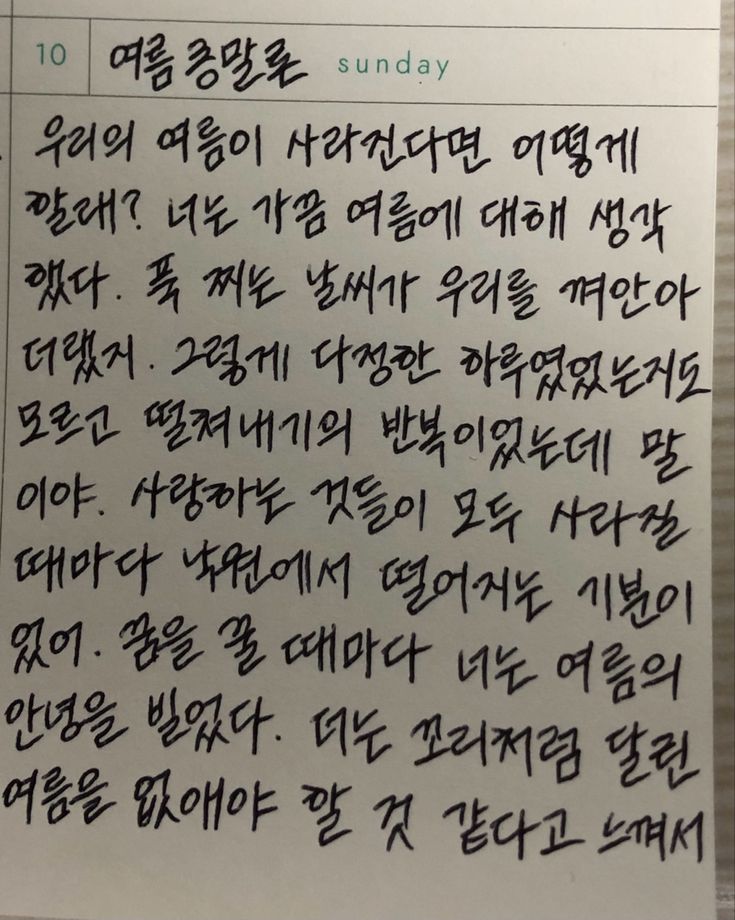 10 여름 종말론 sunday
우리의 여름이 사라진다면 어떻게
할래? 너는 가끔 여름에 대해 생각
했다. 푹 찌는 날씨가 우리를 껴안아
더랬지. 그렇게 다정한 하루였었는지도
모르고 떨쳐내기의 반복이었는데 말
이야. 사랑하는 것들이 모두 사라질
때마다 낙원에서 떨어지는 기분이
었어. 꿈을 꿀 때마다 너는 여름의
안녕을 빌었다. 더는 꼬리처럼 달린
여름을 없애야 할 것 같다고 느껴서